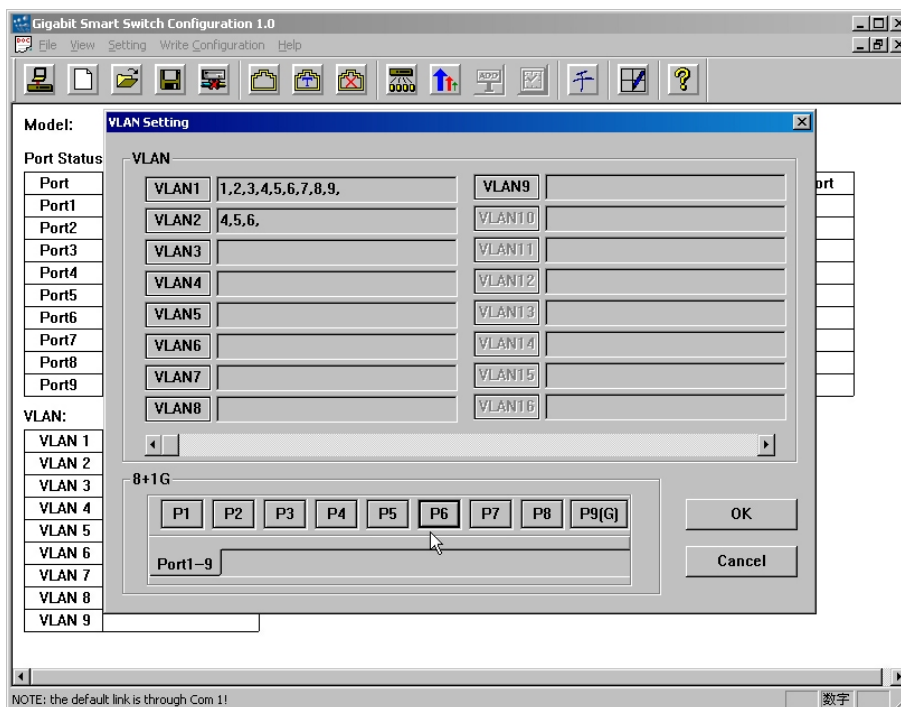 Gigabit Smart Switch Configuration 1.0
File View Setting Write Configuration Help
ADD
Model:
VLAN Setting
Port Status
VLAN
Port
ort
VLAN1 1,2,3,4,5,6,7,8,9,
VLAN9
Port1
VLAN2 4,5,6,
VLAN10
Port2
VLAN3
VLAN11
Port3
VLAN4
VLAN12
Port4
VLAN5
VLAN13
Port5
VLAN6
VLAN14
Port6
VLAN7
VLAN15
Port7
VLAN8
VLAN16
Port8
Port9
VLAN:
VLAN 1
VLAN 2
VLAN 3
VLAN 4
VLAN 5
VLAN 6
VLAN 7
VLAN 8
VLAN 9
8+1G
P1 P2 P3 P4 P5 P6 P7 P8 P9(G)
Port1-9
OK
Cancel
NOTE: the default link is through Com 1!
数字